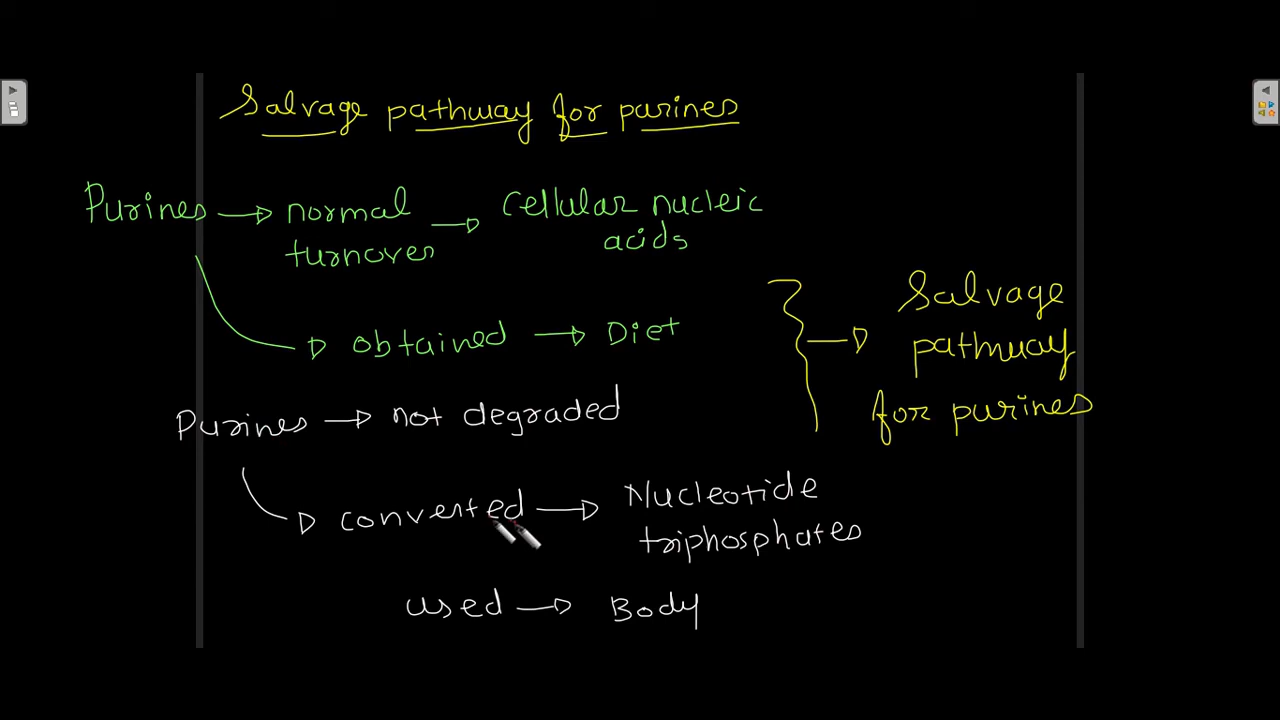 Salvage pathway for purines
Purines → normal turnover → cellular nucleic acids
→ obtained → Diet
Salvage pathway for purines
Purines → not degraded
→ converted → Nucleotide triphosphates
used → Body